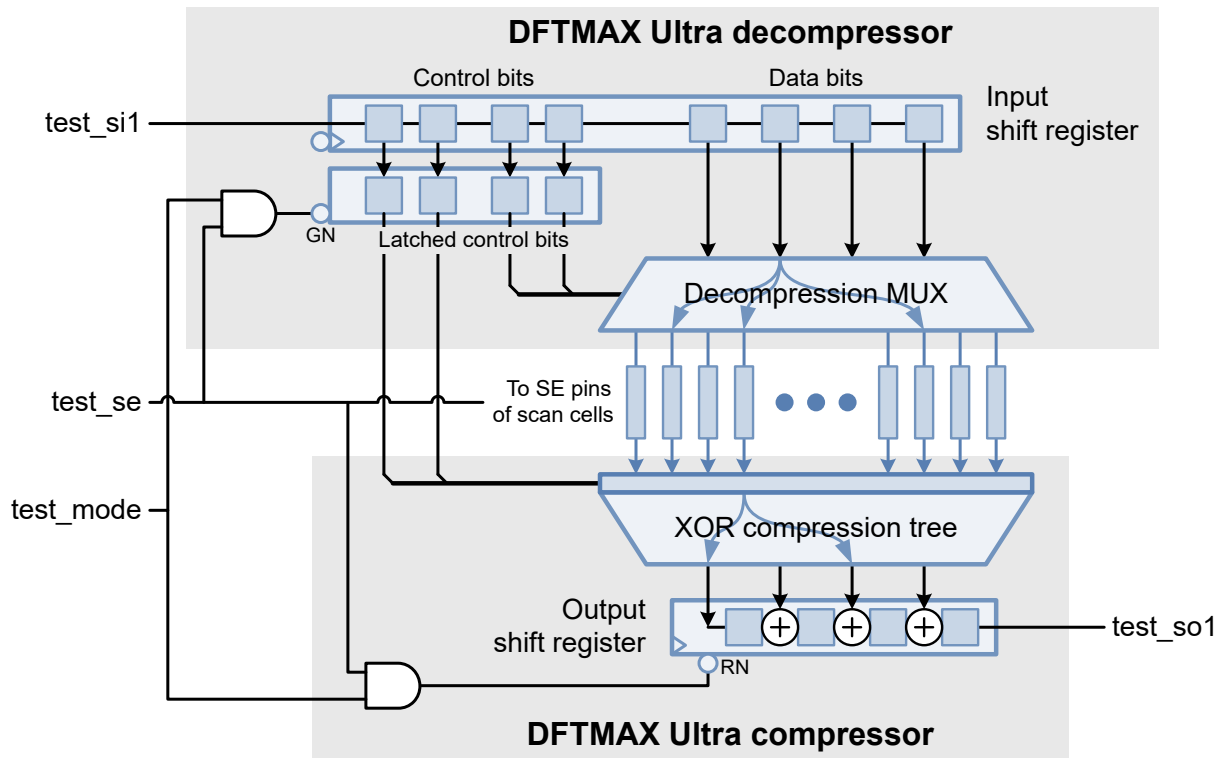 DFTMAX Ultra decompressor
Control bits
Data bits
test_si1
Input
shift register
GN
Latched control bits
Decompression MUX
test_se
To SE pins
of scan cells
test_mode
XOR compression tree
Output
shift register
test_so1
RN
DFTMAX Ultra compressor